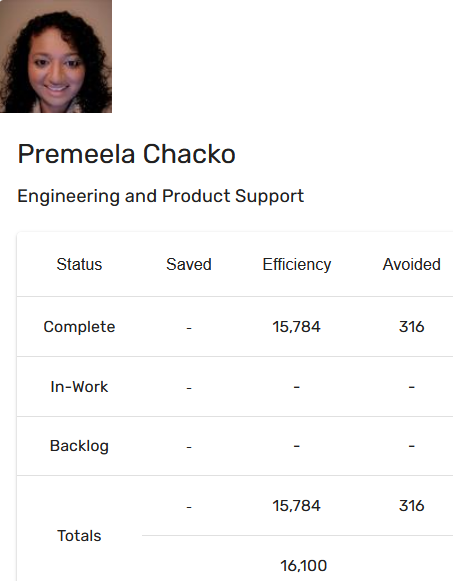 Premeela Chacko
Engineering and Product Support
Status Saved Efficiency Avoided
Complete - 15,784 316
In-Work - - -
Backlog - - -
Totals - 15,784 316
16,100